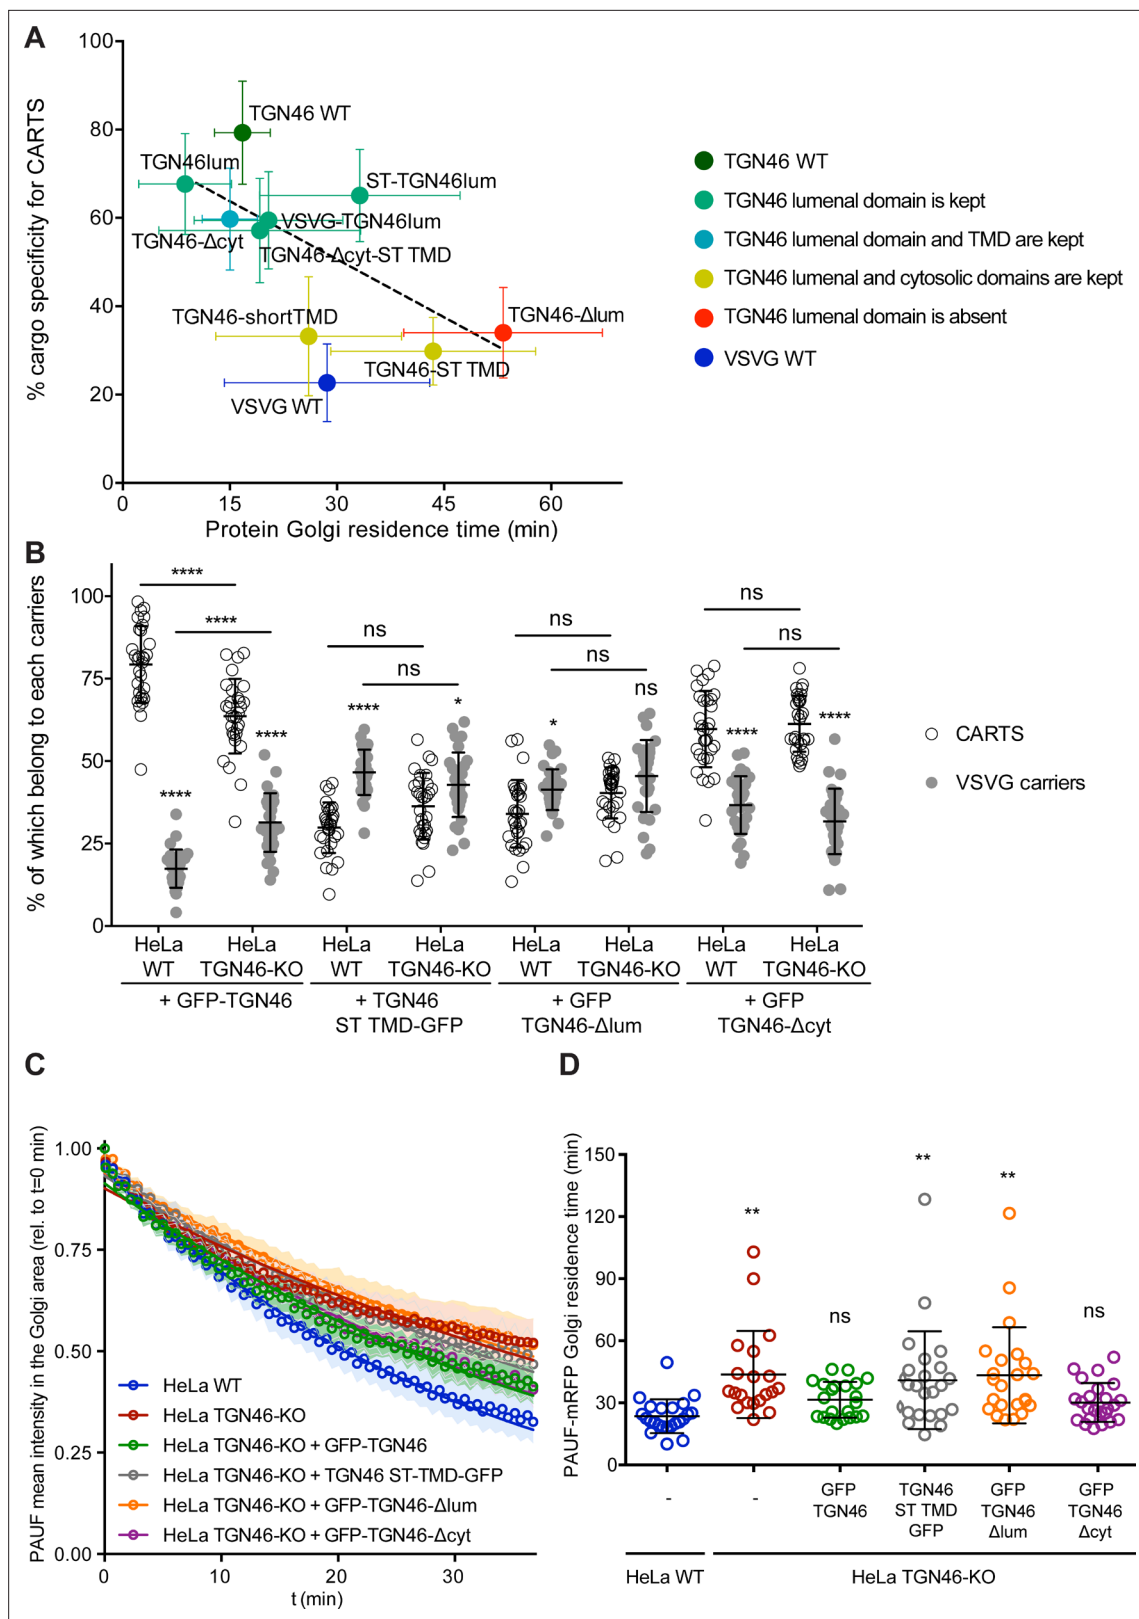 A
% cargo specificity for CARTS
100
80
60
40
20
0
0 15 30 45 60
Protein Golgi residence time (min)
TGN46 WT
TGN46lum
ST-TGN46lum
VSVG-TGN46lum
TGN46-Δcyt
TGN46-Δcyt-ST TMD
TGN46-shortTMD
TGN46-Δlum
TGN46-ST TMD
VSVG WT
TGN46 WT
TGN46 lumenal domain is kept
TGN46 lumenal domain and TMD are kept
TGN46 lumenal and cytosolic domains are kept
TGN46 lumenal domain is absent
VSVG WT
B
% of which belong to each carriers
100
75
50
25
0
**** ns ns ns
**** ns ns ns
**** **** **** * * ns **** ****
CARTS
VSVG carriers
HeLa HeLa HeLa HeLa HeLa HeLa HeLa HeLa
WT TGN46-KO WT TGN46-KO WT TGN46-KO WT TGN46-KO
+ GFP-TGN46 + TGN46 + GFP + GFP
ST TMD-GFP TGN46-Δlum TGN46-Δcyt
C
PAUF mean intensity in the Golgi area (rel. to t=0 min)
1.00
0.75
0.50
0.25
0.00
0 10 20 30
t (min)
HeLa WT
HeLa TGN46-KO
HeLa TGN46-KO + GFP-TGN46
HeLa TGN46-KO + TGN46 ST-TMD-GFP
HeLa TGN46-KO + GFP-TGN46-Δlum
HeLa TGN46-KO + GFP-TGN46-Δcyt
D
PAUF-mRFP Golgi residence time (min)
150
120
90
60
30
0
** ns ** ** ns
- - GFP TGN46 GFP GFP
TGN46 ST TMD TGN46 TGN46
GFP Δlum Δcyt
HeLa WT HeLa TGN46-KO